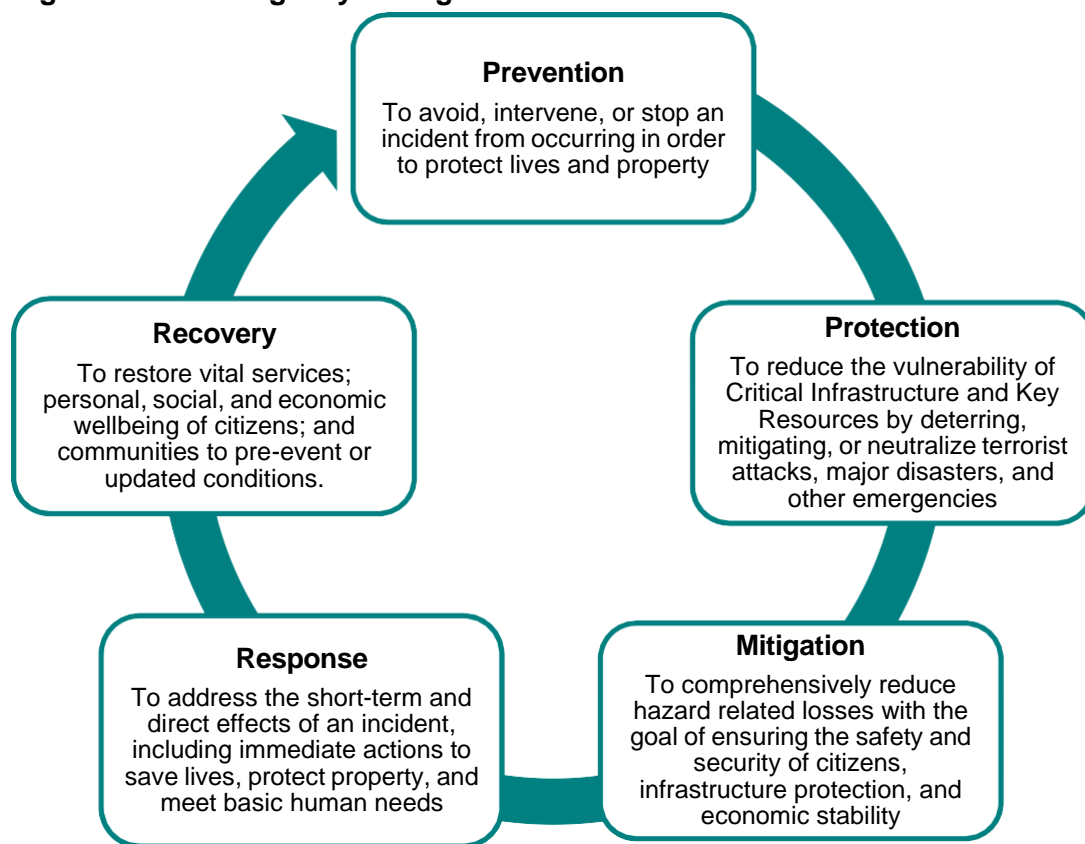 Prevention
To avoid, intervene, or stop an
incident from occurring in order
to protect lives and property
Protection
To reduce the vulnerability of
Critical Infrastructure and Key
Resources by deterring,
mitigating, or neutralize terrorist
attacks, major disasters, and
other emergencies
Mitigation
To comprehensively reduce
hazard related losses with the
goal of ensuring the safety and
security of citizens,
infrastructure protection, and
economic stability
Response
To address the short-term and
direct effects of an incident,
including immediate actions to
save lives, protect property, and
meet basic human needs
Recovery
To restore vital services;
personal, social, and economic
wellbeing of citizens; and
communities to pre-event or
updated conditions.